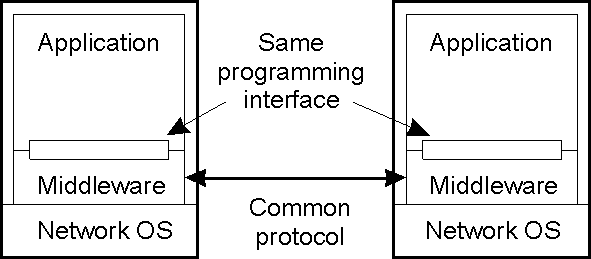 Application
Middleware
Network OS
Same
programming
interface
Common
protocol
Application
Middleware
Network OS